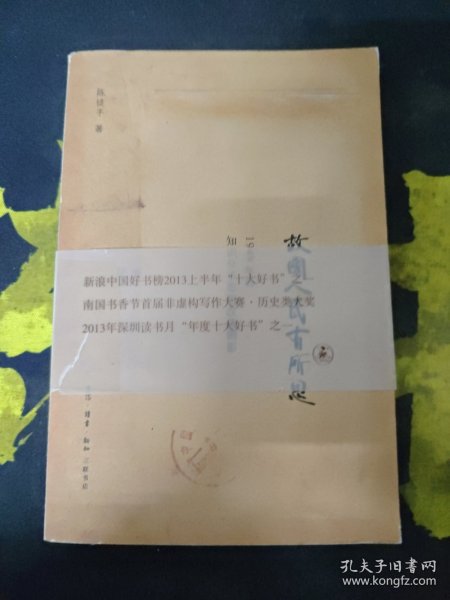 陈徒手 著
故国人民有所思
19
知
新浪中国好书榜2013上半年“十大好书”之
南国书香节首届非虚构写作大赛·历史类大奖
2013年深圳读书月“年度十大好书”之
生活·读书·新知 三联书店
孔夫子旧书网
www.kongfz.com